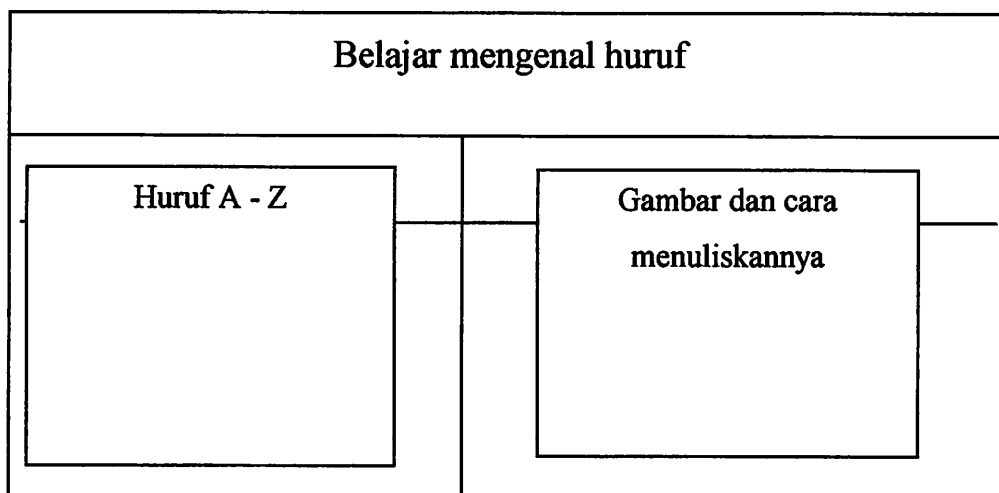 Belajar mengenal huruf
Huruf A - Z
Gambar dan cara
menuliskannya